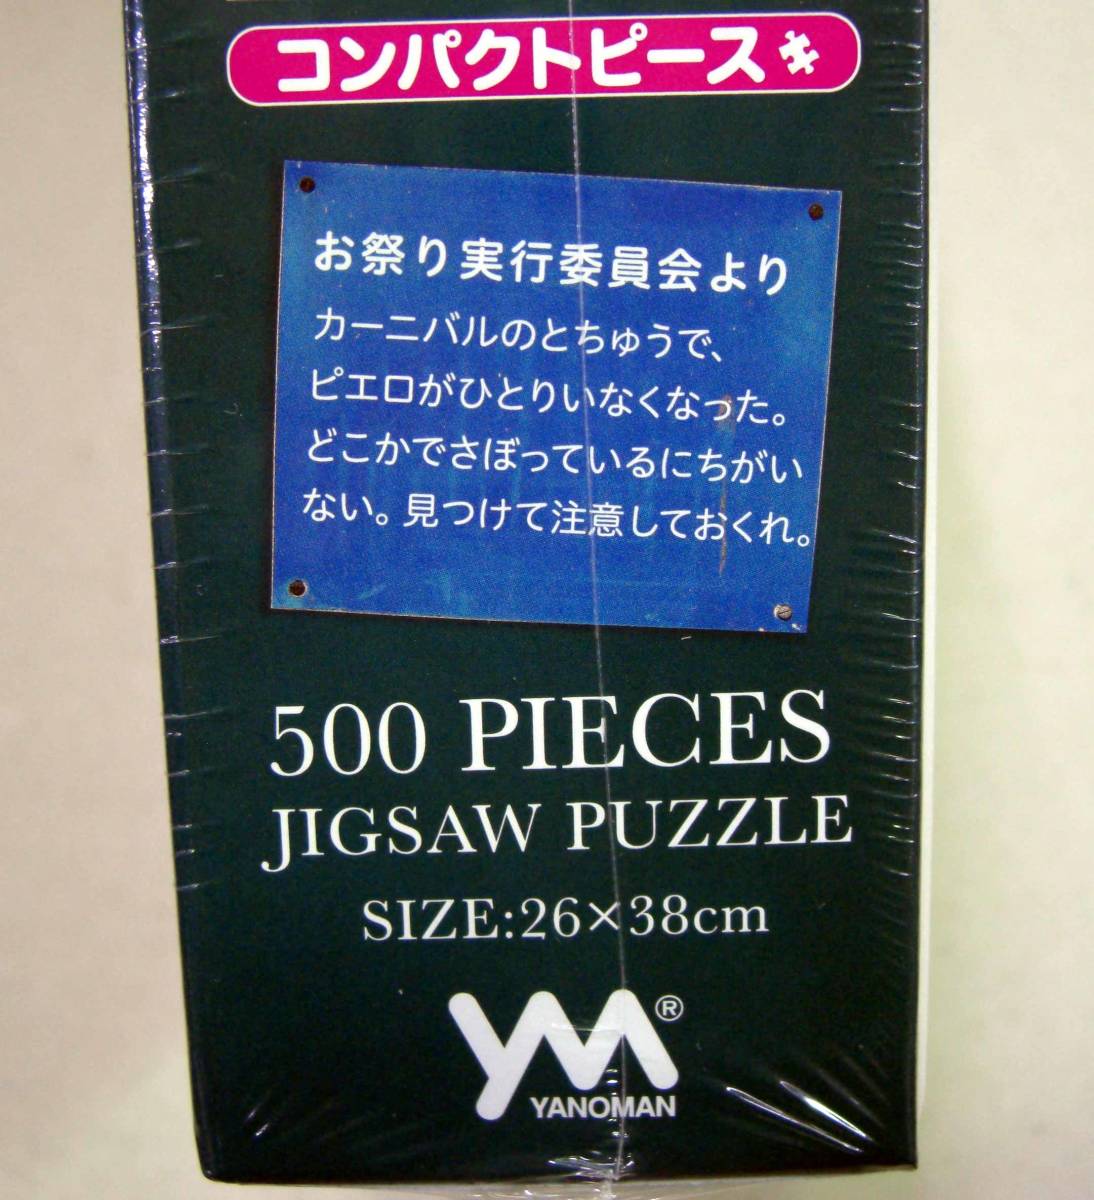 コンパクトピース
お祭り実行委員会より
カーニバルのとちゅうで、
ピエロがひとりいなくなった。
どこかでさぼっているにちがい
ない。見つけて注意しておくれ。
500 PIECES
JIGSAW PUZZLE
SIZE:26×38cm
YM®
YANOMAN